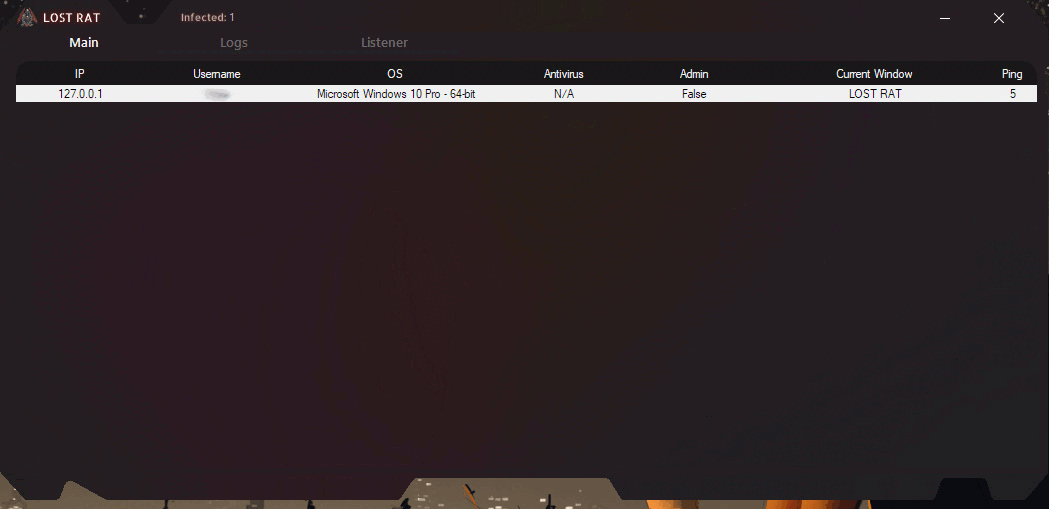 LOST RAT Infected: 1
Main Logs Listener
IP Username OS Antivirus Admin Current Window Ping
127.0.0.1 Microsoft Windows 10 Pro - 64-bit N/A False LOST RAT 5